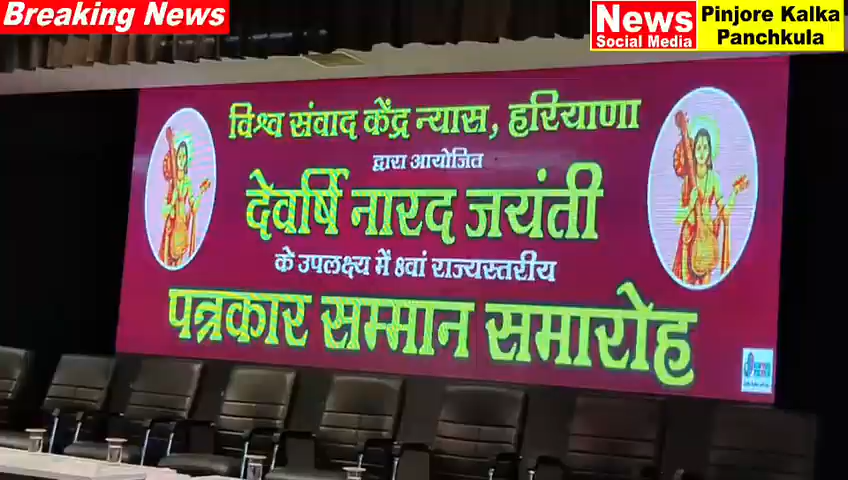 Breaking News
News
Social Media
Pinjore Kalka
Panchkula
विश्व संवाद केंद्र न्यास, हरियाणा
द्वारा आयोजित
देवर्षि नारद जयंती
के उपलक्ष्य में 8वां राज्यस्तरीय
पत्रकार सम्मान समारोह